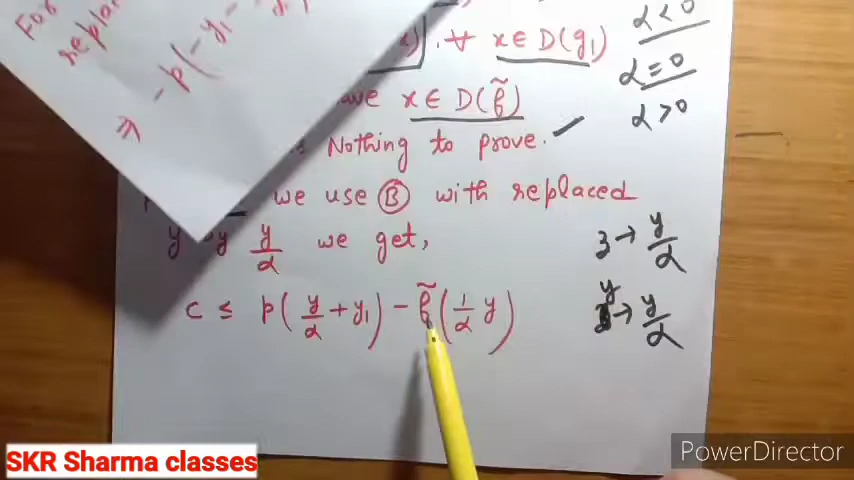 For
replac
- p(-y₁ -
⇒
x) . ∀ x ∈ D(g₁)
α < 0
α = 0
α > 0
ave x ∈ D(f̃)
Nothing to prove. ✓
we use Ⓑ with replaced
y by y/α we get,
z → y/α
c ≤ p(y/α + y₁) - f̃(1/α y)
y → y/α
SKR Sharma classes
PowerDirector